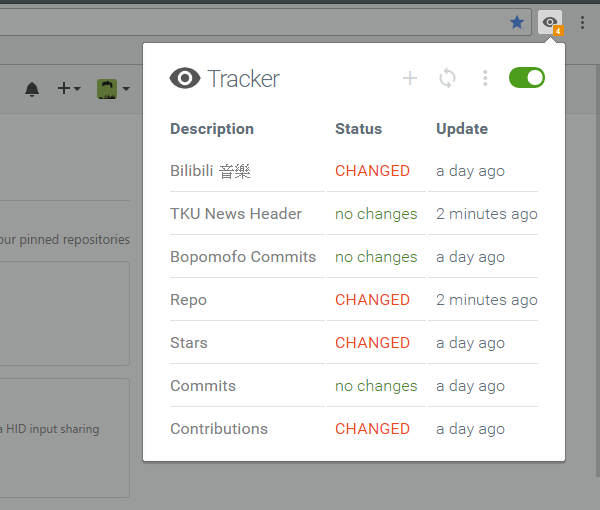 4
Tracker
Description Status Update
Bilibili 音樂 CHANGED a day ago
TKU News Header no changes 2 minutes ago
our pinned repositories
Bopomofo Commits no changes a day ago
Repo CHANGED 2 minutes ago
Stars CHANGED a day ago
Commits no changes a day ago
a HID input sharing
Contributions CHANGED a day ago